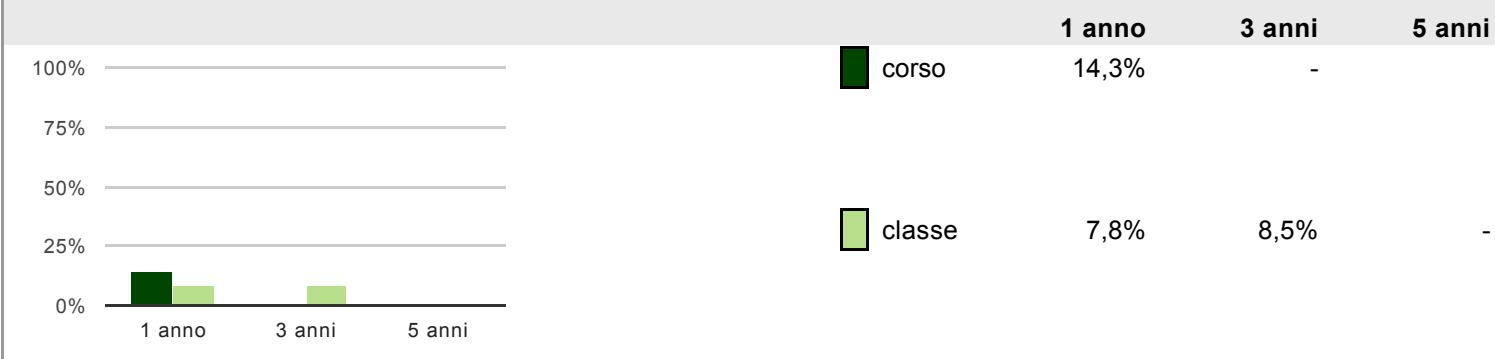 1 anno 3 anni 5 anni
100%
75%
50%
25%
0%
1 anno 3 anni 5 anni
corso 14,3% -
classe 7,8% 8,5% -